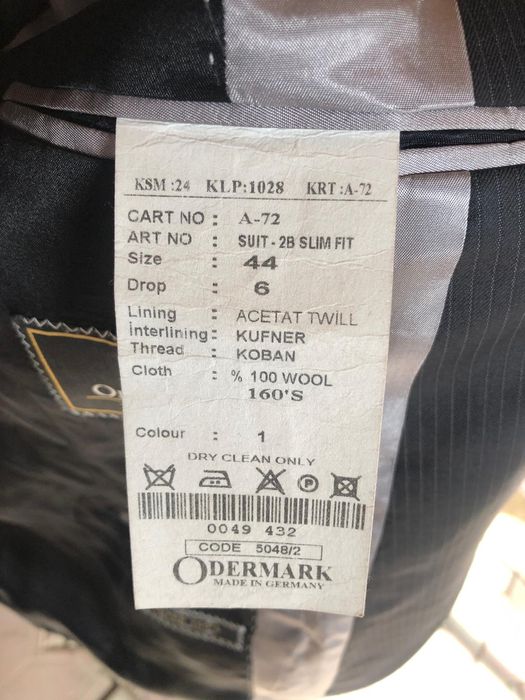 KSM :24 KLP:1028 KRT :A-72
CART NO : A-72
ART NO : SUIT - 2B SLIM FIT
Size : 44
Drop : 6
Lining : ACETAT TWILL
interlining: KUFNER
Thread : KOBAN
Cloth : % 100 WOOL
160'S
Colour : 1
DRY CLEAN ONLY
P
0049 432
CODE 5048/2
ODERMARK
MADE IN GERMANY